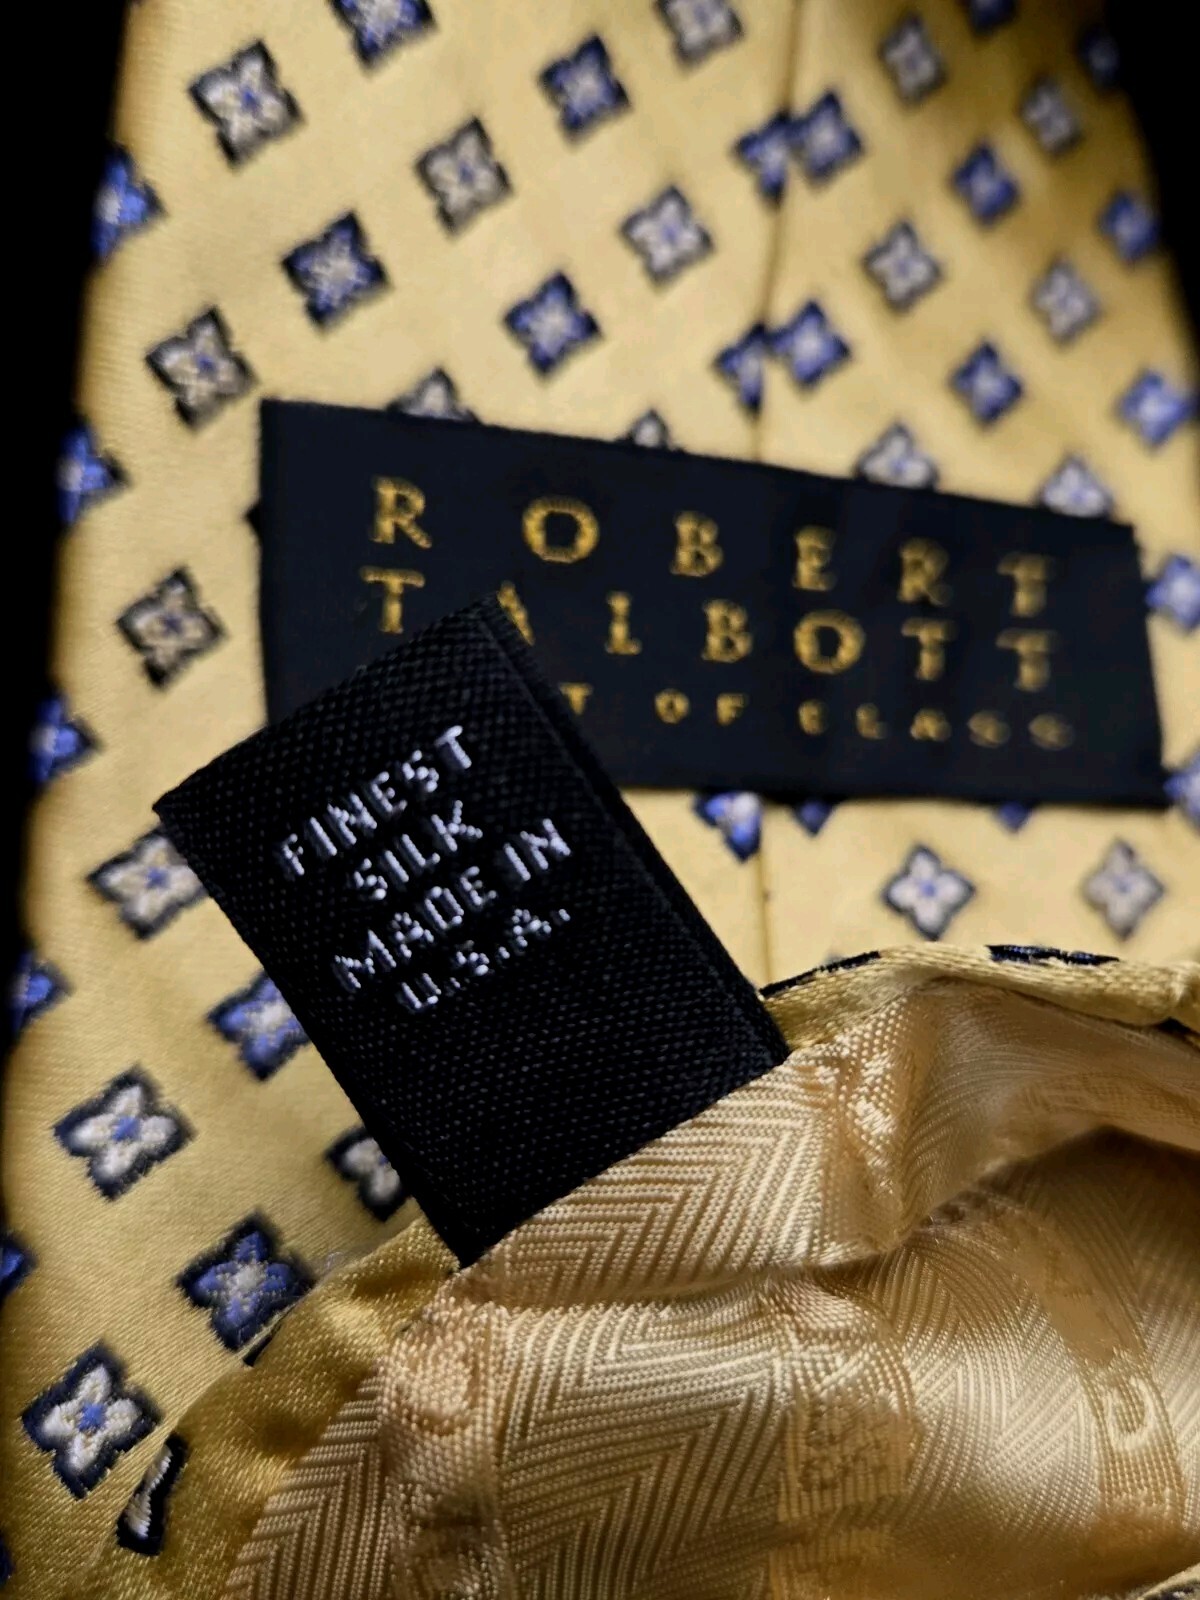 ROBERT
TALBOTT
OF CLASS
FINEST
SILK
MADE IN
U.S.A.